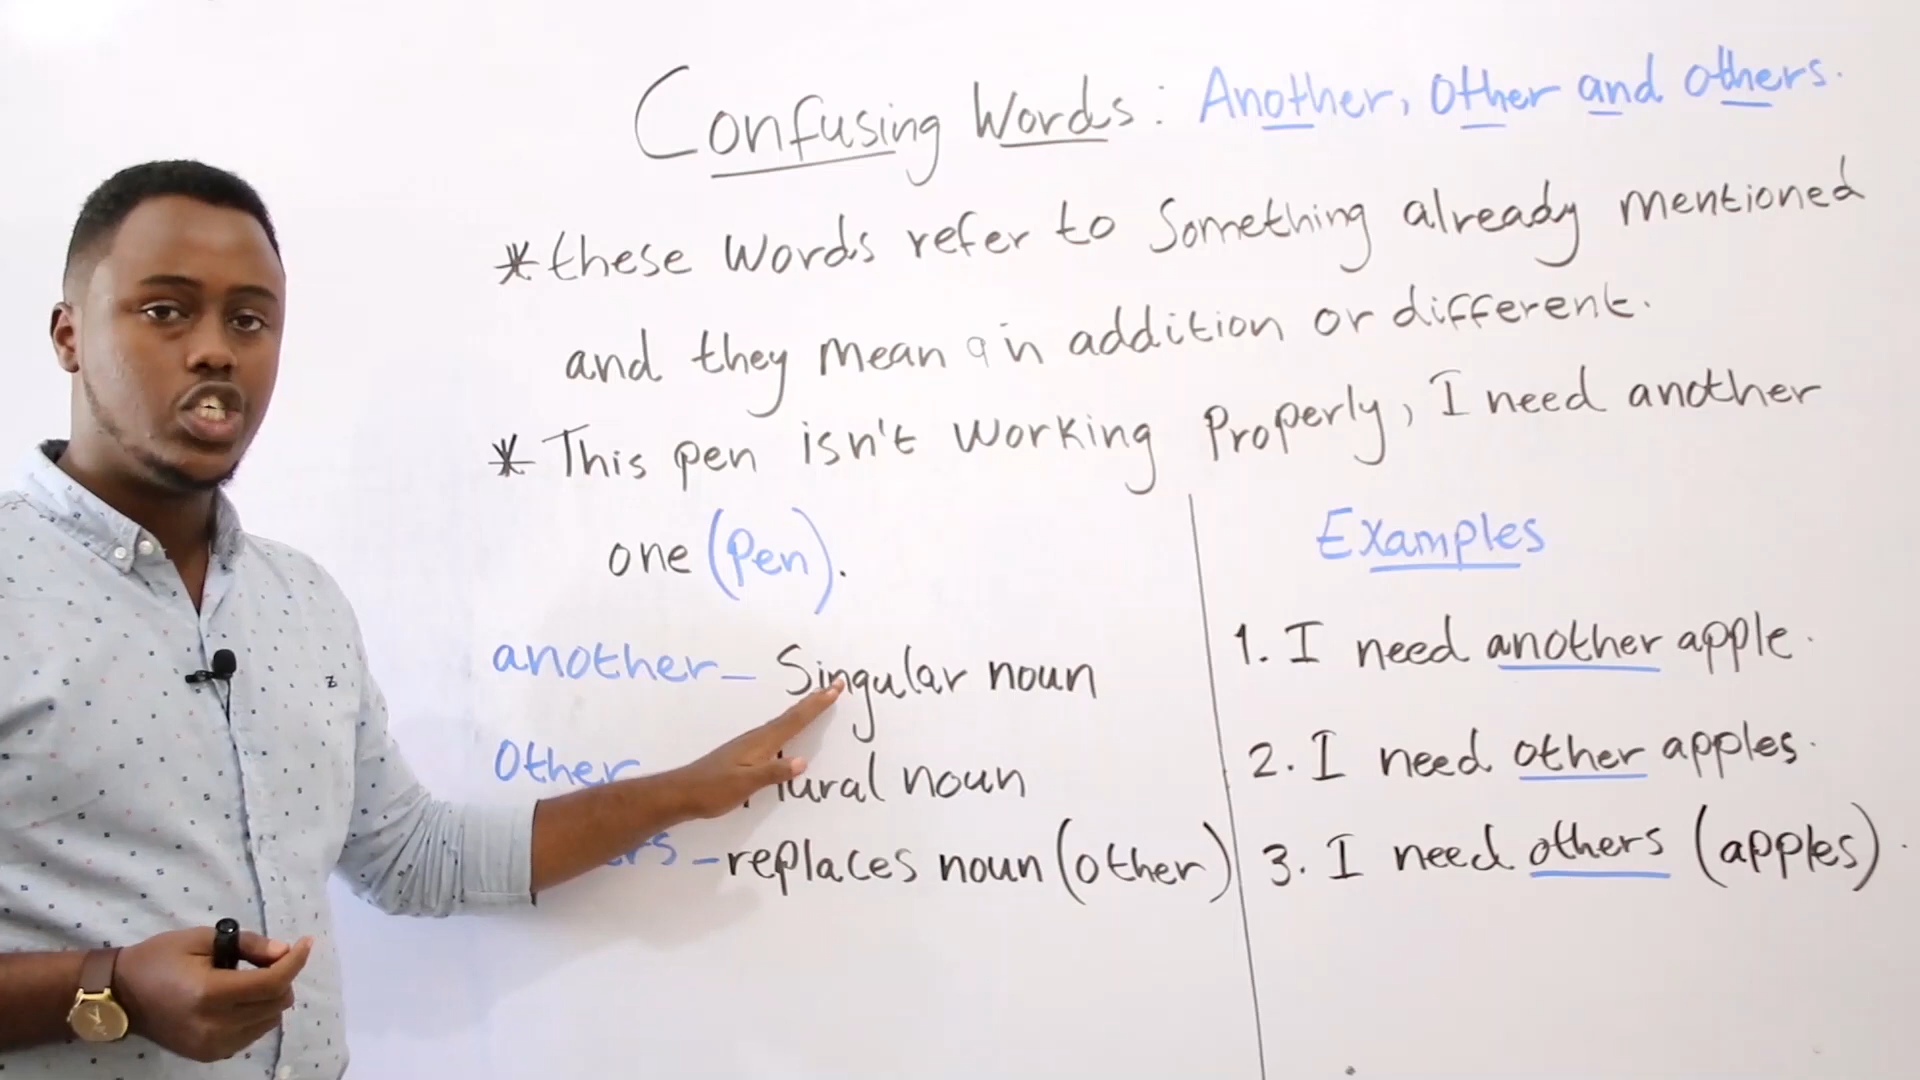 Confusing Words: Another, Other and others.
* these words refer to Something already mentioned
and they mean in addition or different.
* This pen isn't working Properly, I need another
one (Pen).
another - Singular noun
Other noun
- replaces noun (other)
Examples
1. I need another apple.
2. I need other apples.
3. I need others (apples).